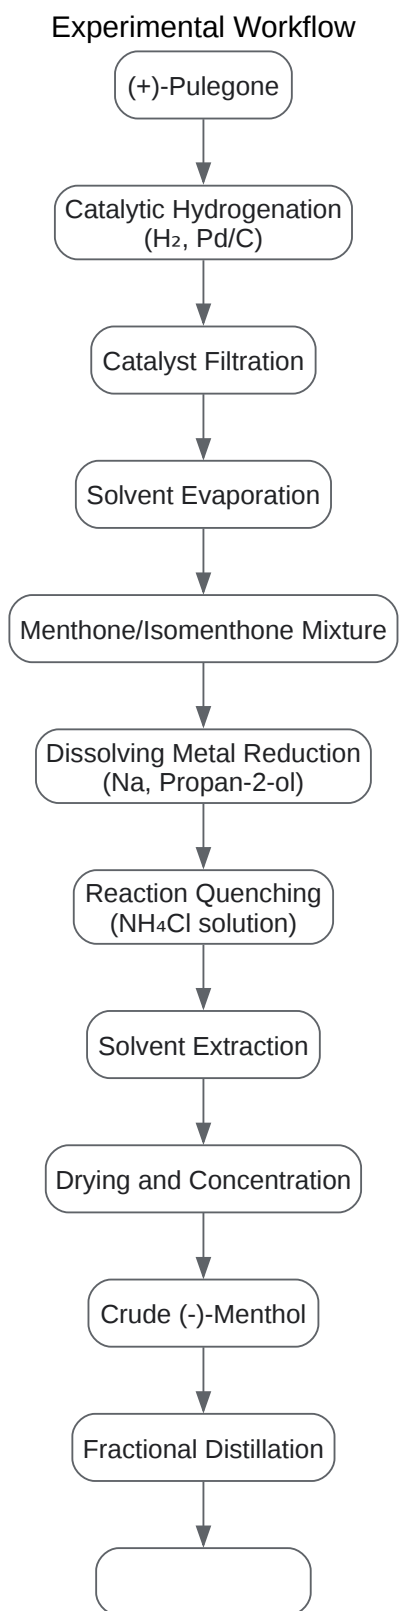 Experimental Workflow
(+)-Pulegone
Catalytic Hydrogenation
(H₂, Pd/C)
Catalyst Filtration
Solvent Evaporation
Menthone/Isomenthone Mixture
Dissolving Metal Reduction
(Na, Propan-2-ol)
Reaction Quenching
(NH₄Cl solution)
Solvent Extraction
Drying and Concentration
Crude (-)-Menthol
Fractional Distillation